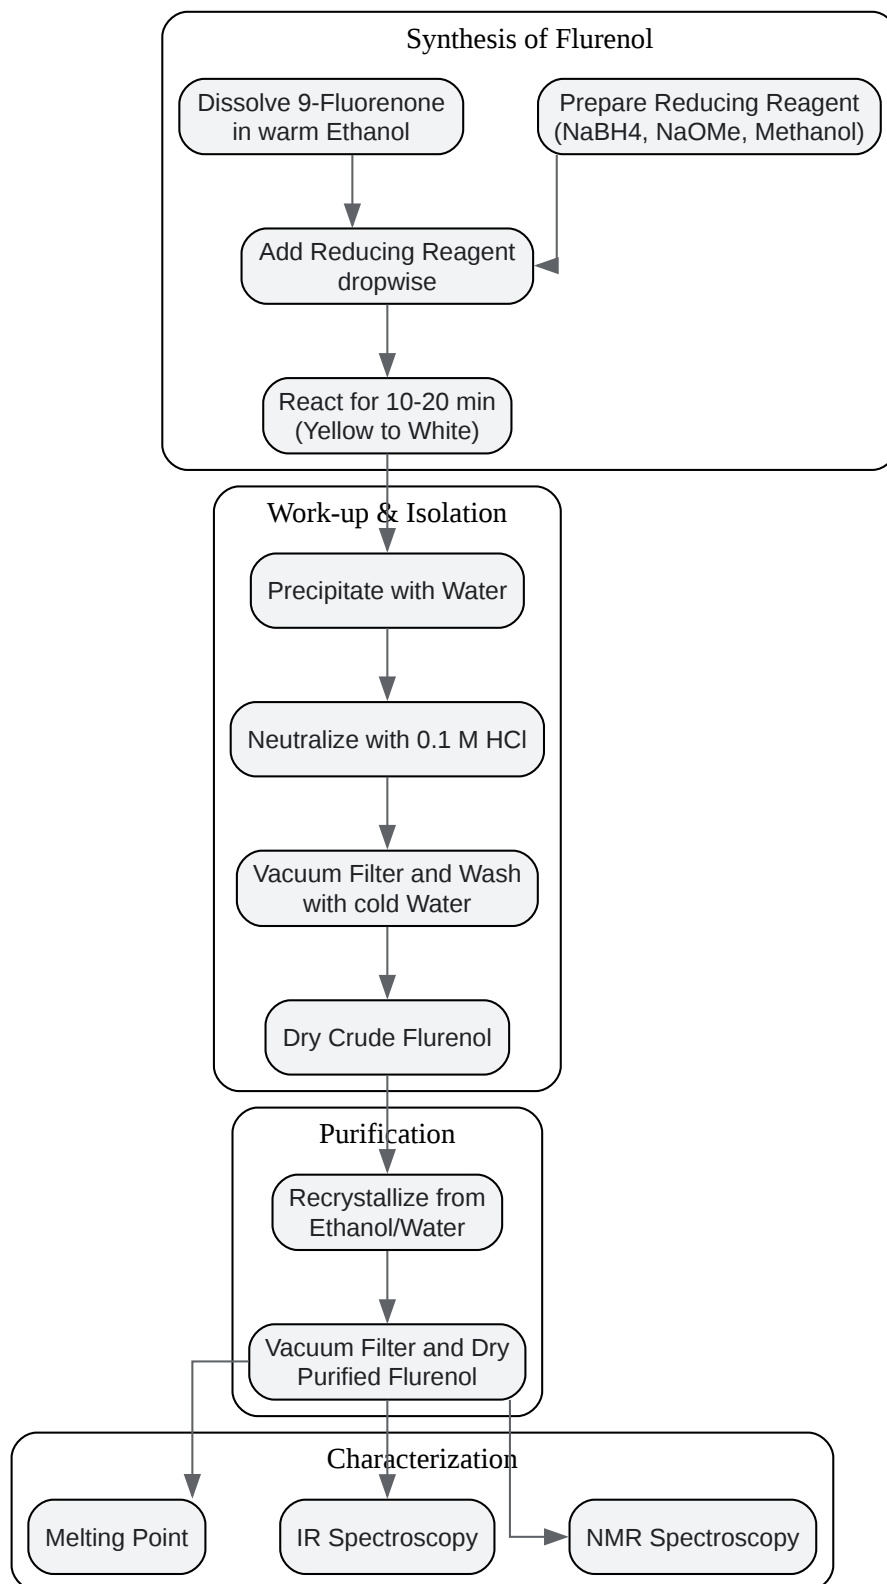 Synthesis of Flurenol
Dissolve 9-Fluorenone
in warm Ethanol
Prepare Reducing Reagent
(NaBH4, NaOMe, Methanol)
Add Reducing Reagent
dropwise
React for 10-20 min
(Yellow to White)
Work-up & Isolation
Precipitate with Water
Neutralize with 0.1 M HCl
Vacuum Filter and Wash
with cold Water
Dry Crude Flurenol
Purification
Recrystallize from
Ethanol/Water
Vacuum Filter and Dry
Purified Flurenol
Characterization
Melting Point
IR Spectroscopy
NMR Spectroscopy